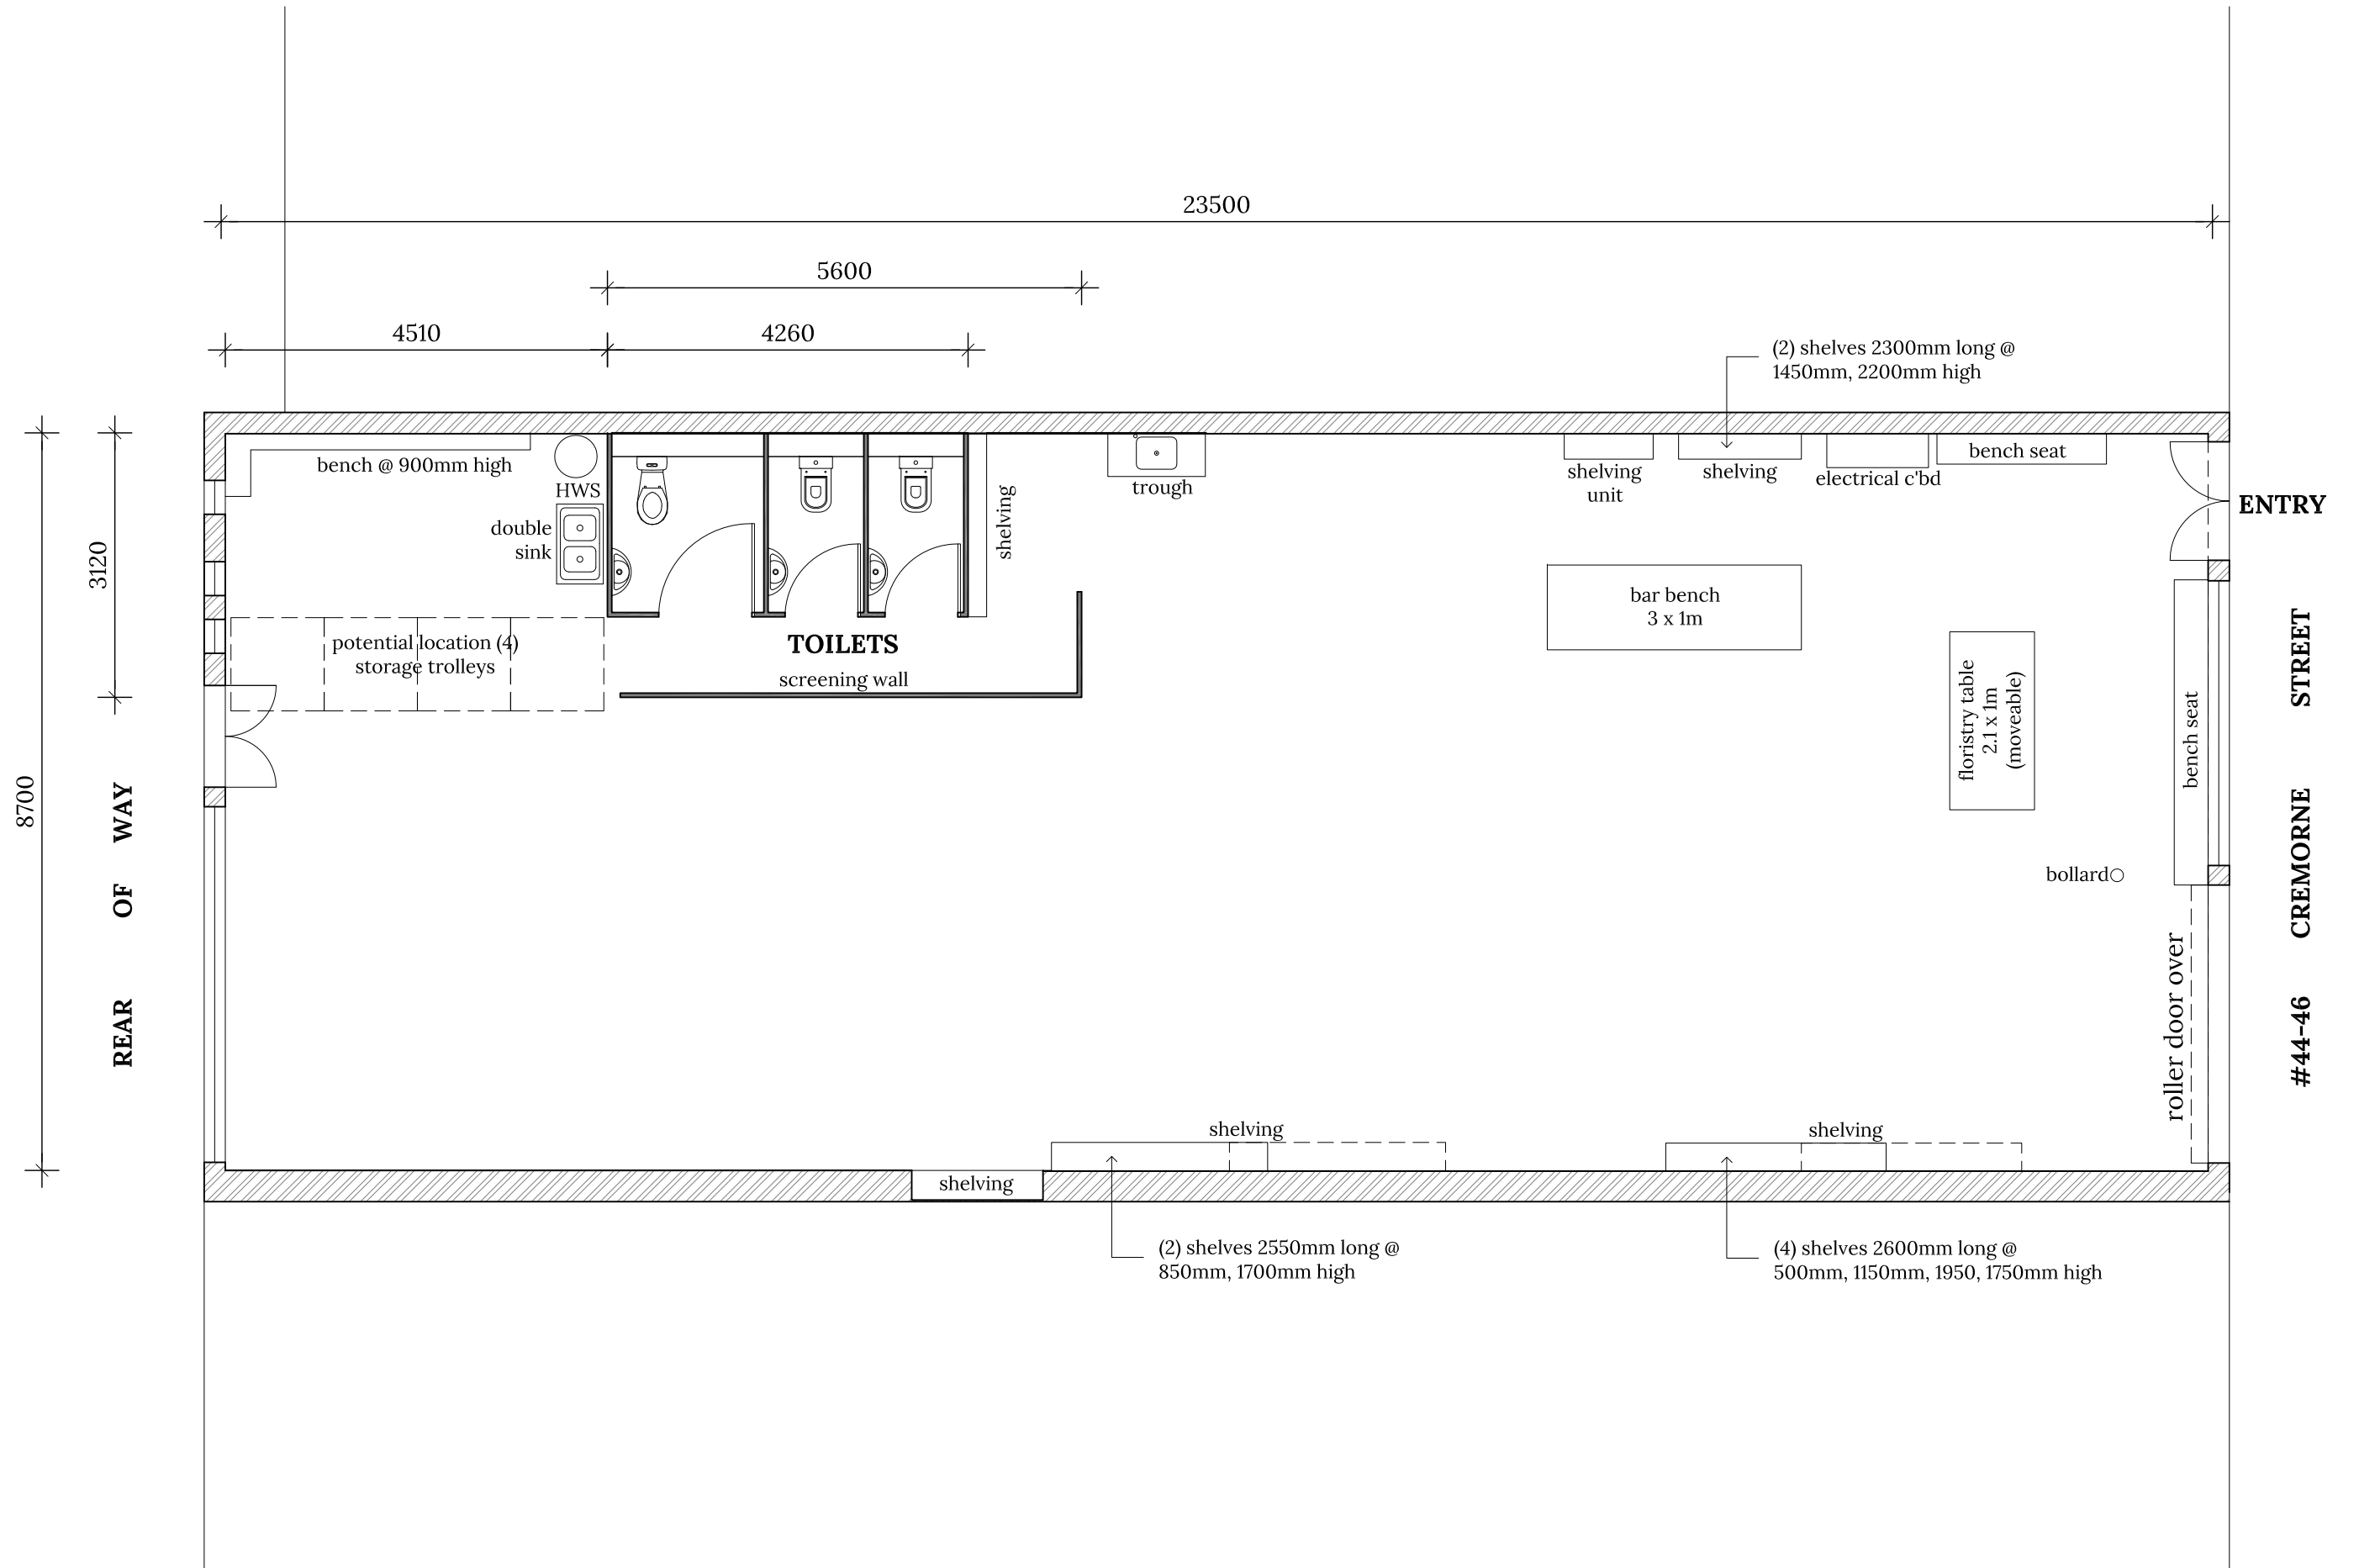 23500
5600
4510
4260
(2) shelves 2300mm long @
1450mm, 2200mm high
bench @ 900mm high
HWS
double
sink
shelving
trough
shelving
unit
shelving
electrical c'bd
bench seat
ENTRY
3120
8700
potential location (4)
storage trolleys
TOILETS
screening wall
bar bench
3 x 1m
florist​ry table
2.1 x 1m
(moveable)
bench seat
bollard
roller door over
REAR OF WAY
#44-46 CREMORNE STREET
shelving
shelving
shelving
(2) shelves 2550mm long @
850mm, 1700mm high
(4) shelves 2600mm long @
500mm, 1150mm, 1950, 1750mm high